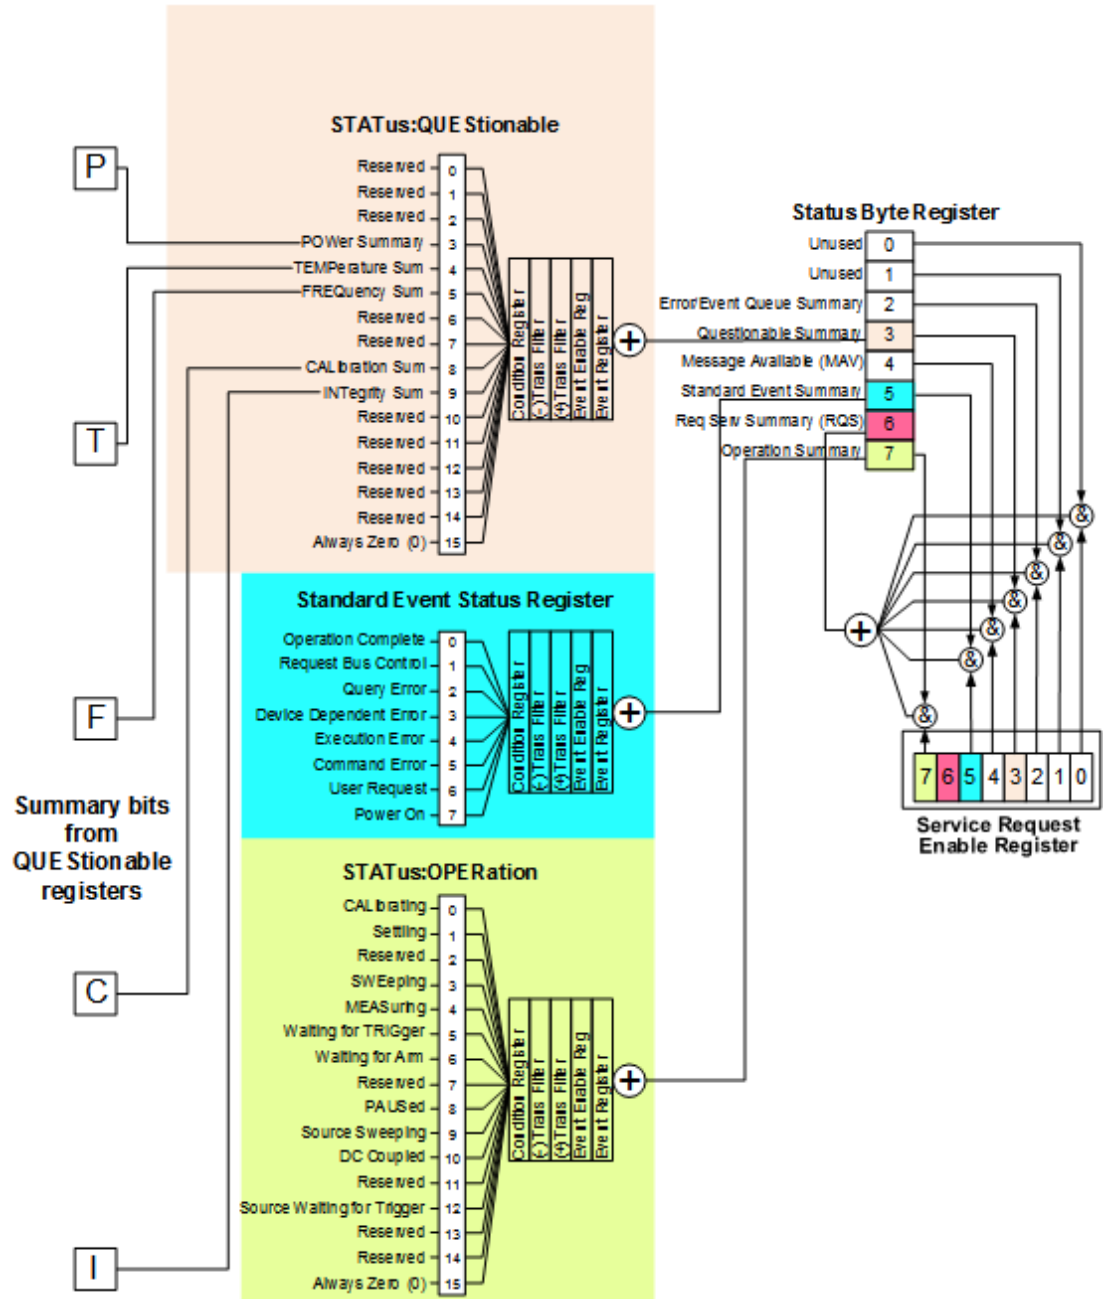 STATus:QUEStionable
P
T
F
C
I
Summary bits
from
QUEStionable
registers
Reserved 0
Reserved 1
Reserved 2
POWer Summary 3
TEMPerature Sum 4
FREQuency Sum 5
Reserved 6
Reserved 7
CALibration Sum 8
INTegrity Sum 9
Reserved 10
Reserved 11
Reserved 12
Reserved 13
Reserved 14
Always Zero (0) 15
Condition Register
(-)Trans Filter
(+)Trans Filter
Event Enable Reg
Event Register
+
Standard Event Status Register
Operation Complete 0
Request Bus Control 1
Query Error 2
Device Dependent Error 3
Execution Error 4
Command Error 5
User Request 6
Power On 7
Condition Register
(-)Trans Filter
(+)Trans Filter
Event Enable Reg
Event Register
+
STATus:OPERation
CALibrating 0
Settling 1
Reserved 2
SWEeping 3
MEASuring 4
Waiting for TRIGger 5
Waiting for Arm 6
Reserved 7
PAUSed 8
Source Sweeping 9
DC Coupled 10
Reserved 11
Source Waiting for Trigger 12
Reserved 13
Reserved 14
Always Zero (0) 15
Condition Register
(-)Trans Filter
(+)Trans Filter
Event Enable Reg
Event Register
+
Status Byte Register
Unused 0
Unused 1
Error/Event Queue Summary 2
Questionable Summary 3
Message Available (MAV) 4
Standard Event Summary 5
Req Serv Summary (RQS) 6
Operation Summary 7
&
&
&
&
&
&
&
+
7 6 5 4 3 2 1 0
Service Request
Enable Register